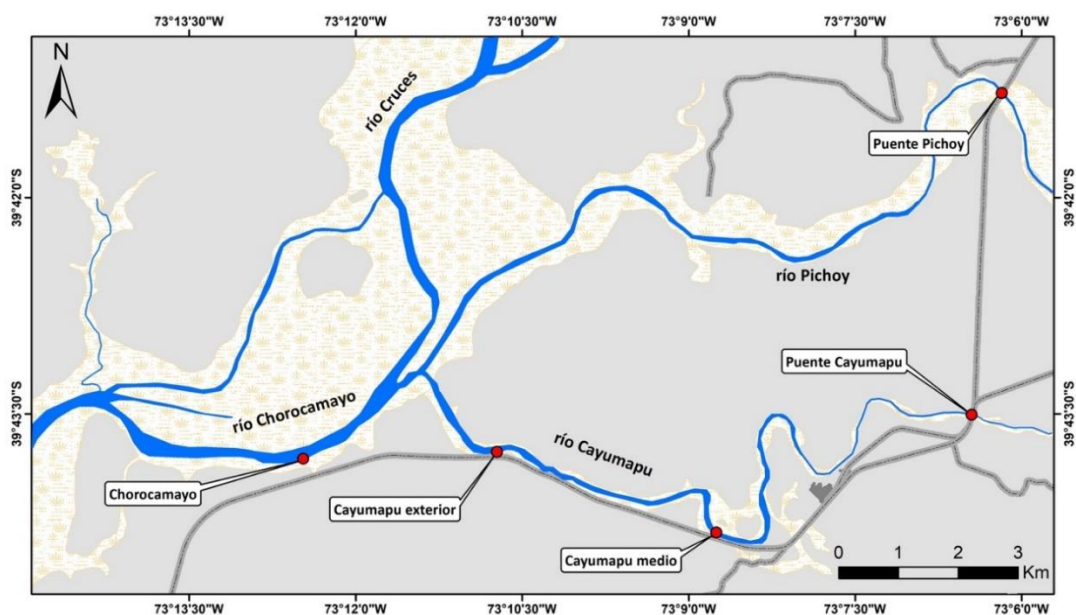 73°13'30"W 73°12'0"W 73°10'30"W 73°9'0"W 73°7'30"W 73°6'0"W
N
río Cruces
Puente Pichoy
39°42'0"S 39°42'0"S
río Pichoy
Puente Cayumapu
río Chorocamayo
39°43'30"S 39°43'30"S
río Cayumapu
Chorocamayo
Cayumapu exterior
Cayumapu medio
0 1 2 3
Km
73°13'30"W 73°12'0"W 73°10'30"W 73°9'0"W 73°7'30"W 73°6'0"W